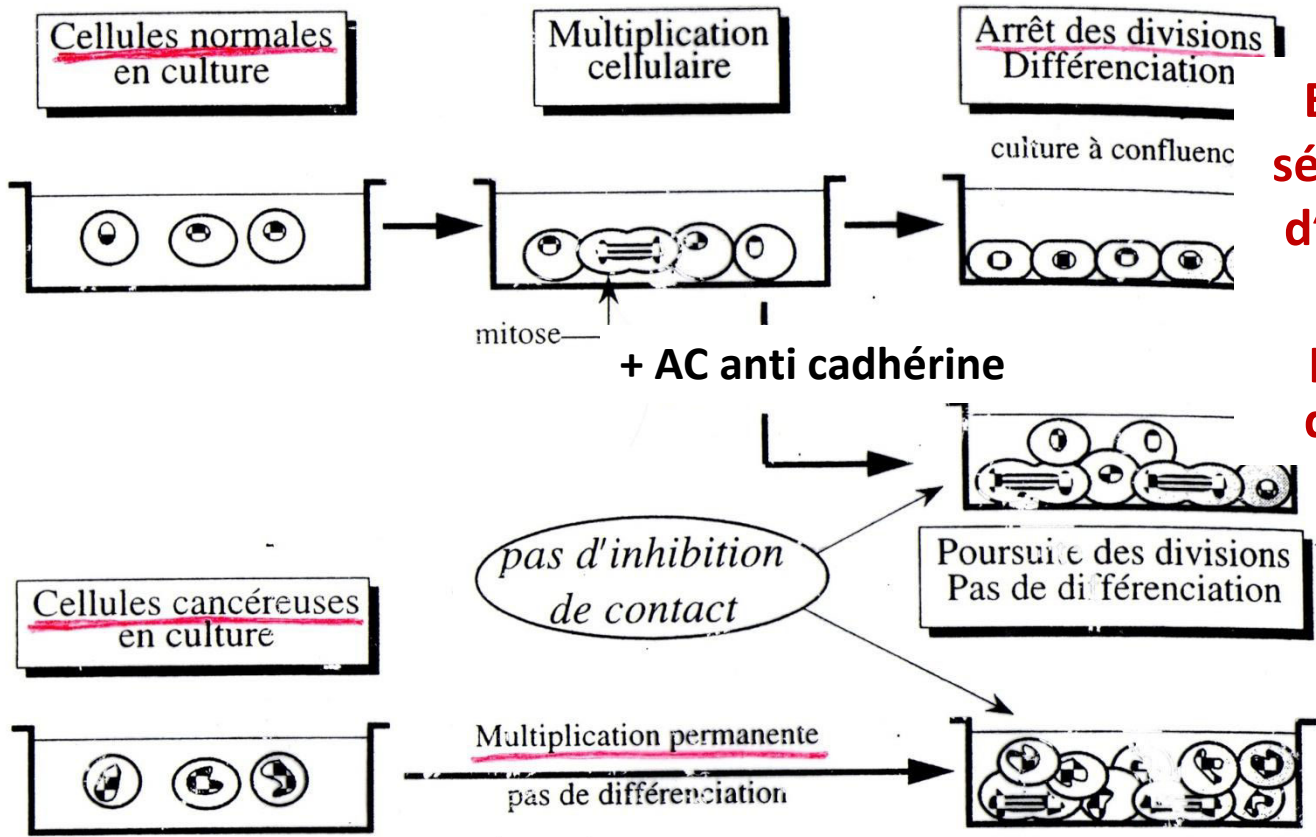 Cellules normales
en culture
Multiplication
cellulaire
Arrêt des divisions
Différenciation
culture à confluenc
mitose
+ AC anti cadhérine
pas d'inhibition
de contact
Poursuite des divisions
Pas de différenciation
Cellules cancéreuses
en culture
Multiplication permanente
pas de différenciation